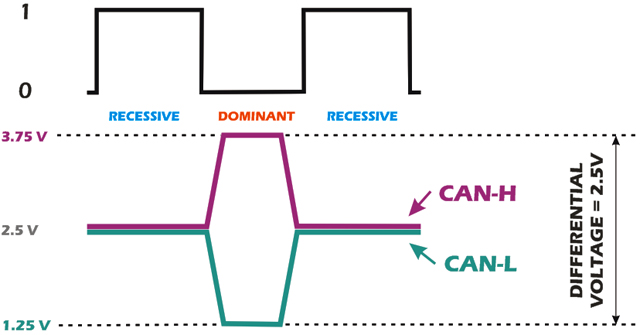 1
0
RECESSIVE DOMINANT RECESSIVE
3.75 V
CAN-H
2.5 V
CAN-L
1.25 V
DIFFERENTIAL
VOLTAGE = 2.5V